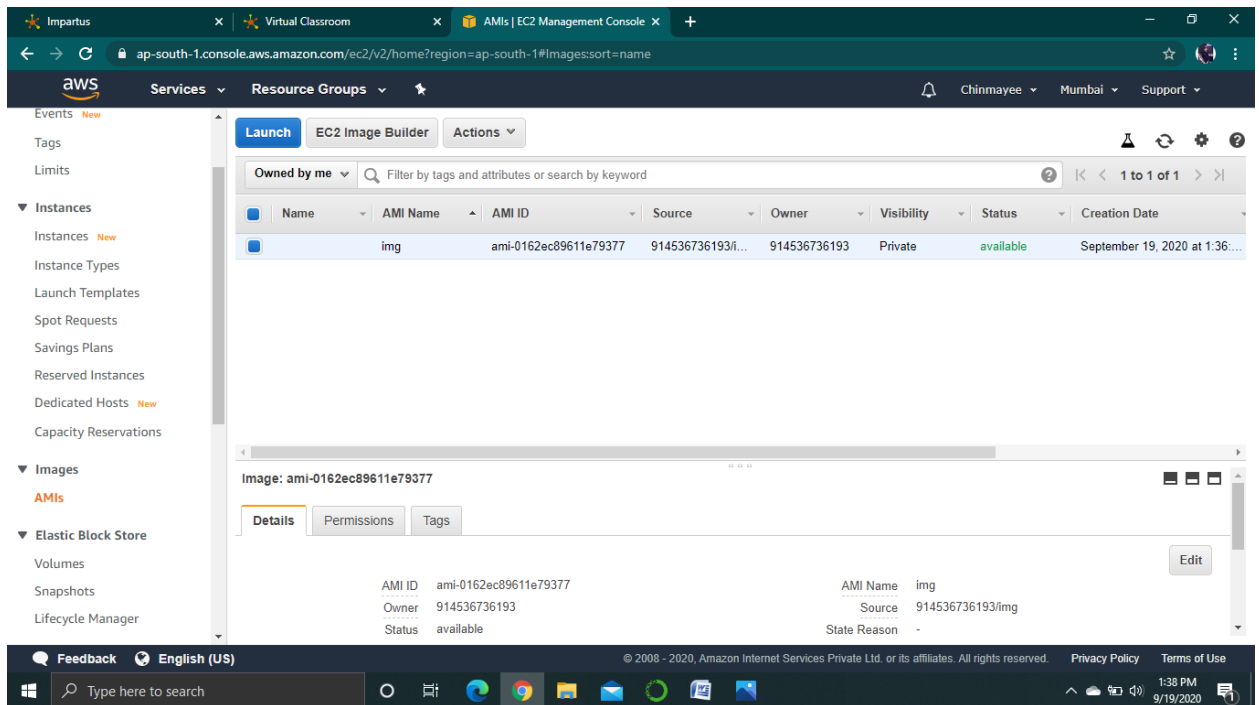 Impartus
Virtual Classroom
AMIs | EC2 Management Console
ap-south-1.console.aws.amazon.com/ec2/v2/home?region=ap-south-1#Images:sort=name
aws Services Resource Groups Chinmayee Mumbai Support
Events New
Tags
Limits
Instances
Instances New
Instance Types
Launch Templates
Spot Requests
Savings Plans
Reserved Instances
Dedicated Hosts New
Capacity Reservations
Images
AMIs
Elastic Block Store
Volumes
Snapshots
Lifecycle Manager
Launch EC2 Image Builder Actions
Owned by me Filter by tags and attributes or search by keyword 1 to 1 of 1
Name AMI Name AMI ID Source Owner Visibility Status Creation Date
img ami-0162ec89611e79377 914536736193/i... 914536736193 Private available September 19, 2020 at 1:36:...
Image: ami-0162ec89611e79377
Details Permissions Tags
Edit
AMI ID ami-0162ec89611e79377 AMI Name img
Owner 914536736193 Source 914536736193/img
Status available State Reason -
Feedback English (US) © 2008 - 2020, Amazon Internet Services Private Ltd. or its affiliates. All rights reserved. Privacy Policy Terms of Use
Type here to search
1:38 PM
9/19/2020
1